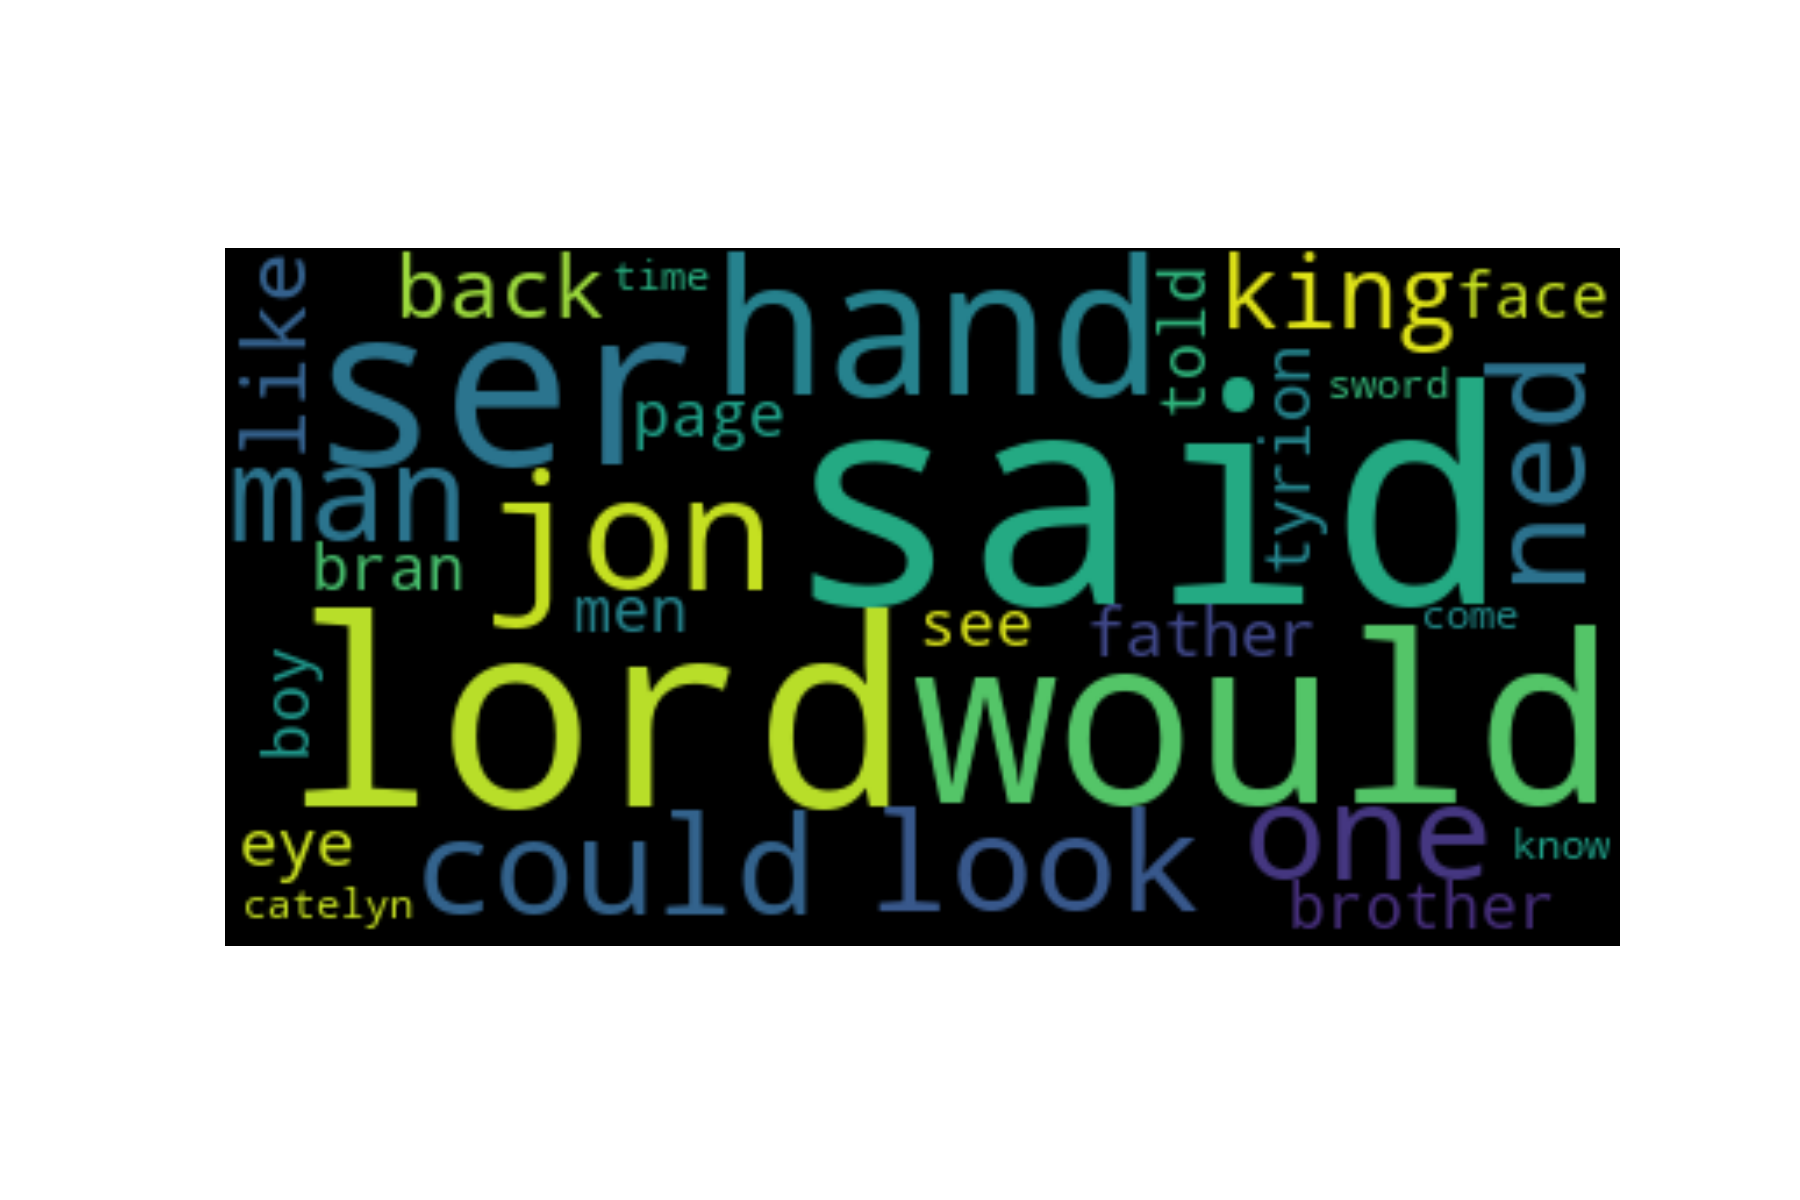 like
back
time
hand
told
king
face
ser
page
tyrion
sword
ned
man
jon
said
bran
men
see
father
come
boy
lord
would
eye
could
look
one
know
catelyn
brother